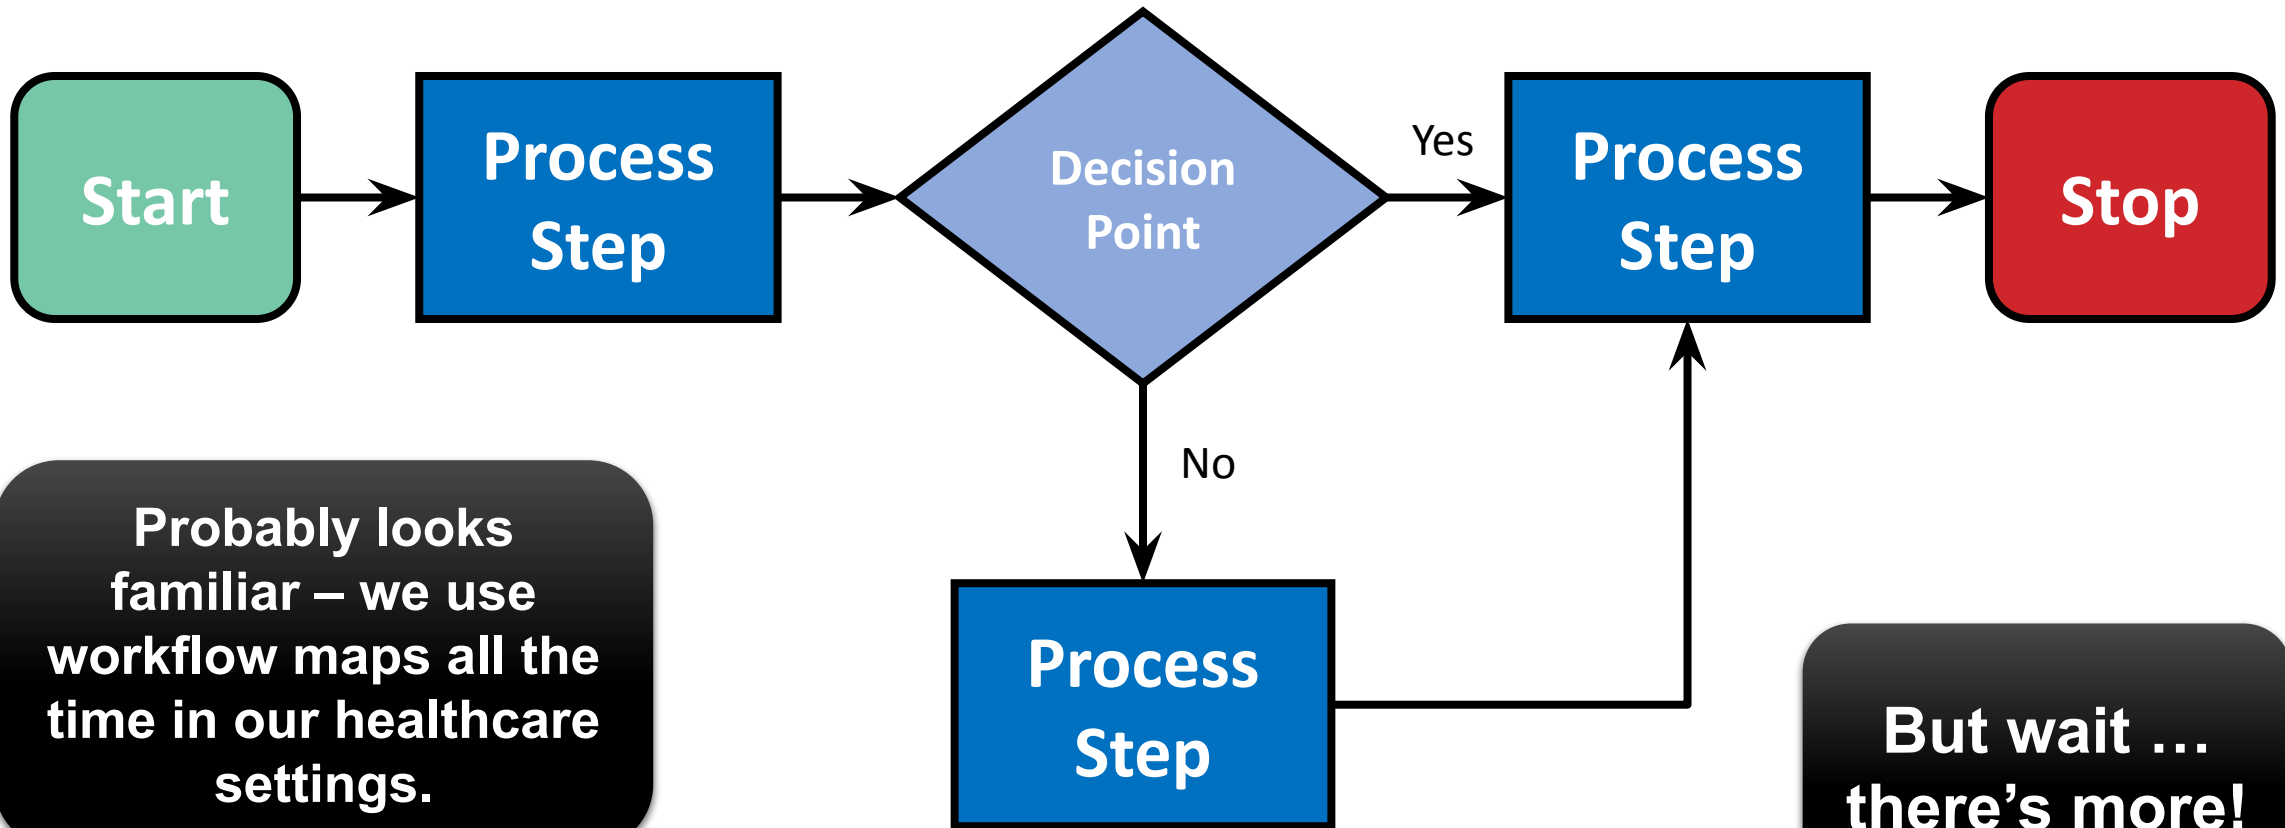 Start
Process
Step
Decision
Point
Yes
Process
Step
Stop
No
Probably looks
familiar – we use
workflow maps all the
time in our healthcare
settings.
Process
Step
But wait …
there’s more!